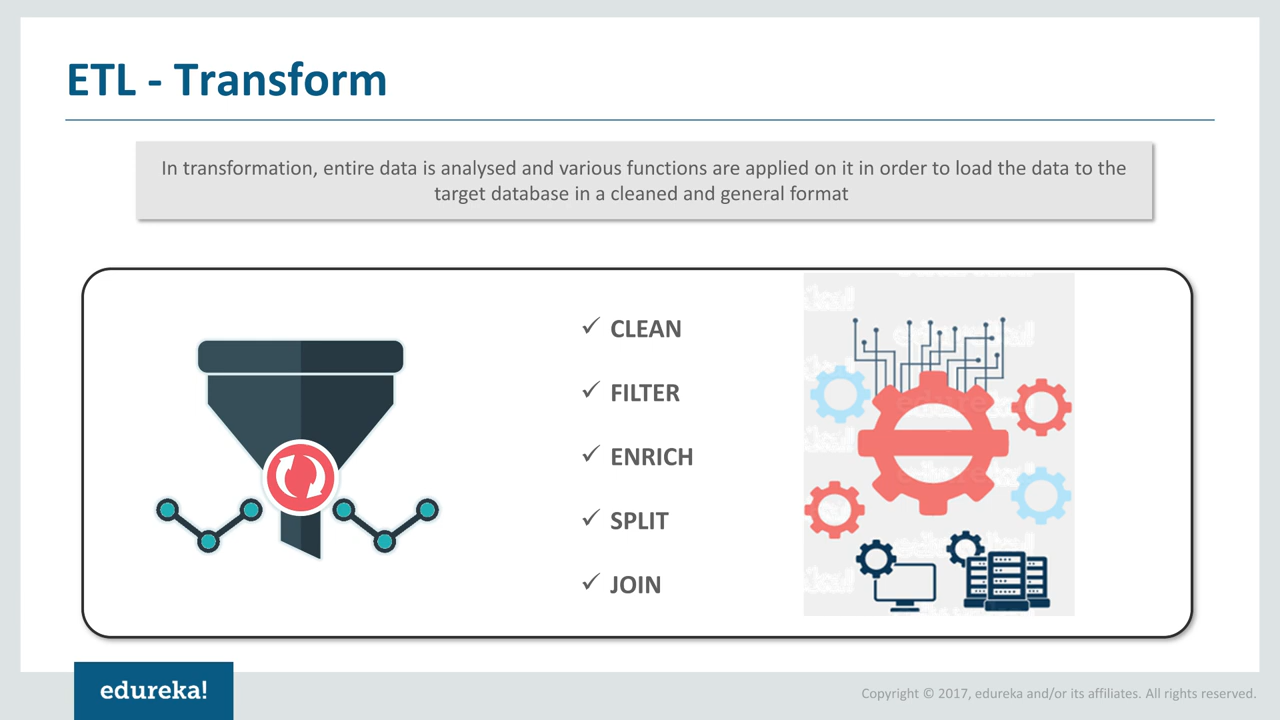 ETL - Transform
In transformation, entire data is analysed and various functions are applied on it in order to load the data to the
target database in a cleaned and general format
✓ CLEAN
✓ FILTER
✓ ENRICH
✓ SPLIT
✓ JOIN
edureka!
Copyright © 2017, edureka and/or its affiliates. All rights reserved.